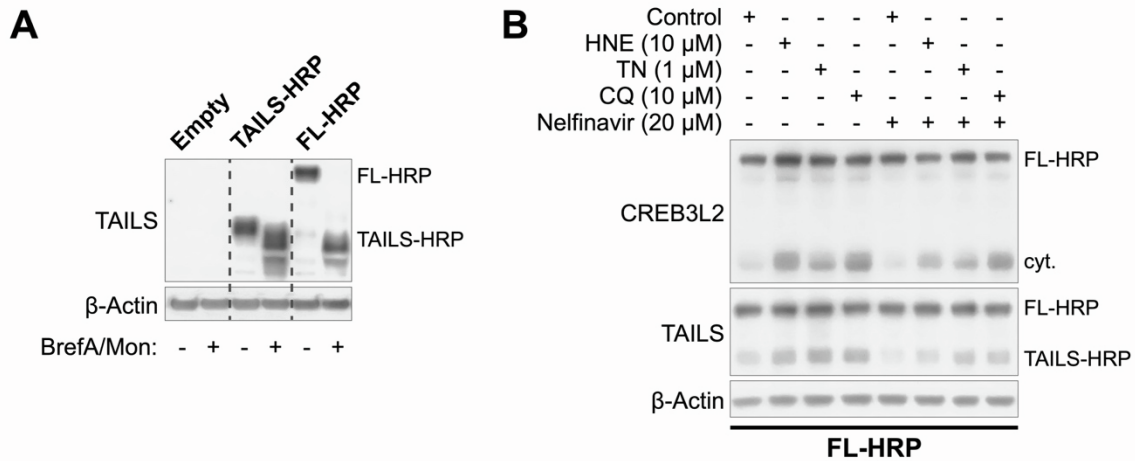 A
Empty
TAILS-HRP
FL-HRP
TAILS
FL-HRP
TAILS-HRP
β-Actin
BrefA/Mon: - + - + - +
B
Control + - - - + - - -
HNE (10 µM) - + - - - + - -
TN (1 µM) - - + - - - + -
CQ (10 µM) - - - + - - - +
Nelfinavir (20 µM) - - - - + + + +
CREB3L2
FL-HRP
cyt.
TAILS
FL-HRP
TAILS-HRP
β-Actin
FL-HRP